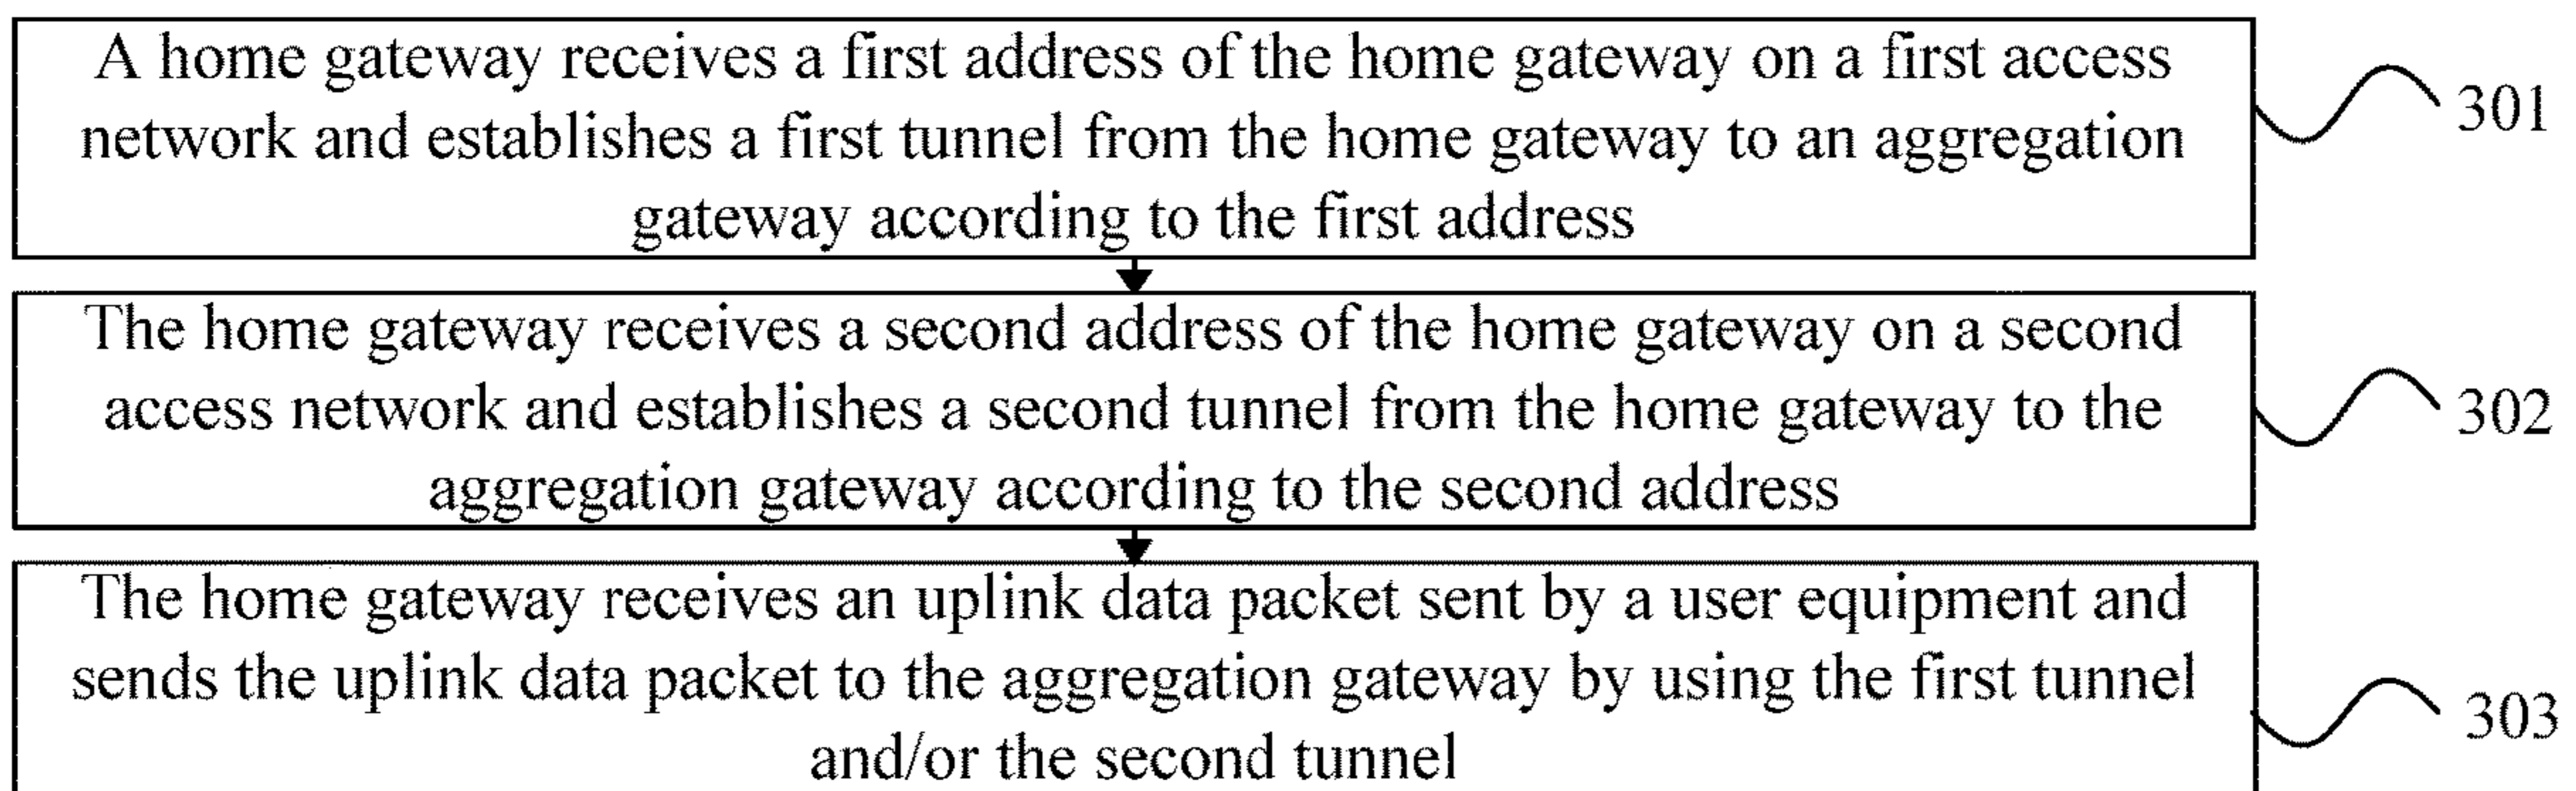 A home gateway receives a first address of the home gateway on a first access
network and establishes a first tunnel from the home gateway to an aggregation
gateway according to the first address
301
The home gateway receives a second address of the home gateway on a second
access network and establishes a second tunnel from the home gateway to the
aggregation gateway according to the second address
302
The home gateway receives an uplink data packet sent by a user equipment and
sends the uplink data packet to the aggregation gateway by using the first tunnel
and/or the second tunnel
303